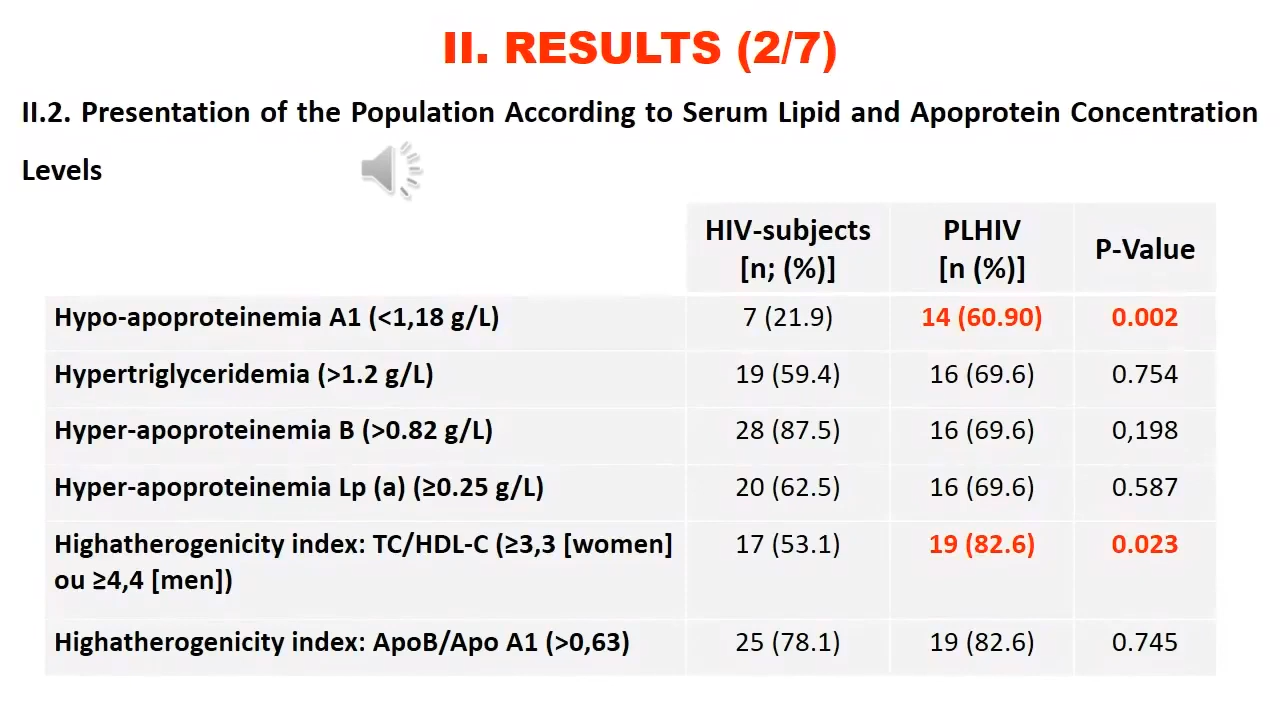 II. RESULTS (2/7)
II.2. Presentation of the Population According to Serum Lipid and Apoprotein Concentration
Levels
HIV-subjects
[n; (%)]
PLHIV
[n (%)]
P-Value
Hypo-apoproteinemia A1 (<1,18 g/L) 7 (21.9) 14 (60.90) 0.002
Hypertriglyceridemia (>1.2 g/L) 19 (59.4) 16 (69.6) 0.754
Hyper-apoproteinemia B (>0.82 g/L) 28 (87.5) 16 (69.6) 0,198
Hyper-apoproteinemia Lp (a) (≥0.25 g/L) 20 (62.5) 16 (69.6) 0.587
Highatherogenicity index: TC/HDL-C (≥3,3 [women] 17 (53.1) 19 (82.6) 0.023
ou ≥4,4 [men])
Highatherogenicity index: ApoB/Apo A1 (>0,63) 25 (78.1) 19 (82.6) 0.745